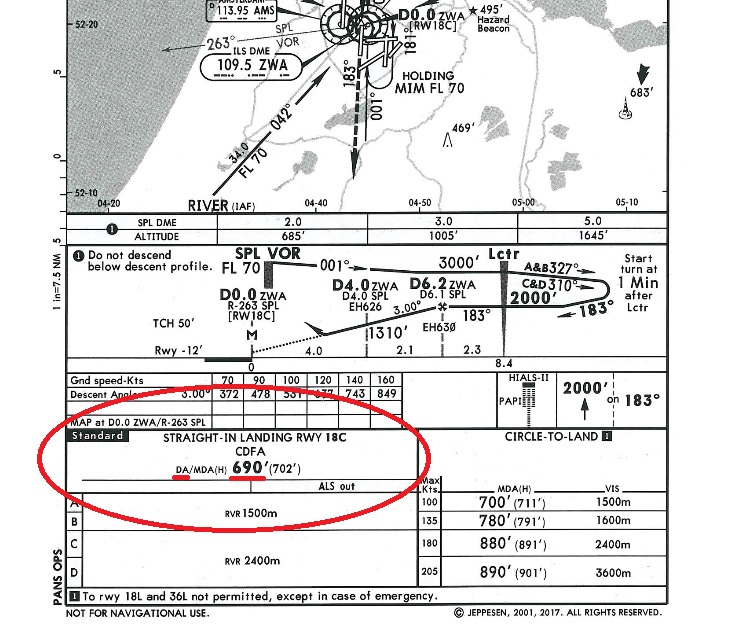 113.95 AMS
D0.0 ZWA
[RW18C]
495'
Hazard
Beacon
52-20
263°
SPL
VOR
ILS DME
109.5 ZWA
183°
181°
HOLDING
MIM FL 70
001°
683'
042°
34.0
FL 70
469'
52-10
04-20
RIVER (IAF)
04-40
04-50
05-00
05-10
5
0
5
1 in=7.5 NM
1 SPL DME 2.0 3.0 5.0
ALTITUDE 685' 1005' 1645'
1 Do not descend
below descent profile.
SPL VOR
FL 70
001°
3000'
Lctr
A&B 327°
C&D 310°
Start
turn at
1 Min
after
Lctr
D0.0 ZWA
R-263 SPL
[RW18C]
D4.0 ZWA
D4.0 SPL
EH626
D6.2 ZWA
D6.1 SPL
EH630
3.00°
2000'
183°
183°
TCH 50'
M
1310'
Rwy -12'
4.0
2.1
2.3
0
8.4
Gnd speed-Kts 70 90 100 120 140 160
Descent Angle 3.00° 372 478 531 637 743 849
MAP at D0.0 ZWA/R-263 SPL
HIALS-II
PAPI
2000'
on 183°
Standard
STRAIGHT-IN LANDING RWY 18C
CDFA
DA/MDA(H) 690' (702')
ALS out
CIRCLE-TO-LAND 1
Max
Kts. MDA(H) VIS
A
B
RVR 1500m
C
D
RVR 2400m
100 700' (711') 1500m
135 780' (791') 1600m
180 880' (891') 2400m
205 890' (901') 3600m
PANS OPS
1 To rwy 18L and 36L not permitted, except in case of emergency.
NOT FOR NAVIGATIONAL USE.
© JEPPESEN, 2001, 2017. ALL RIGHTS RESERVED.